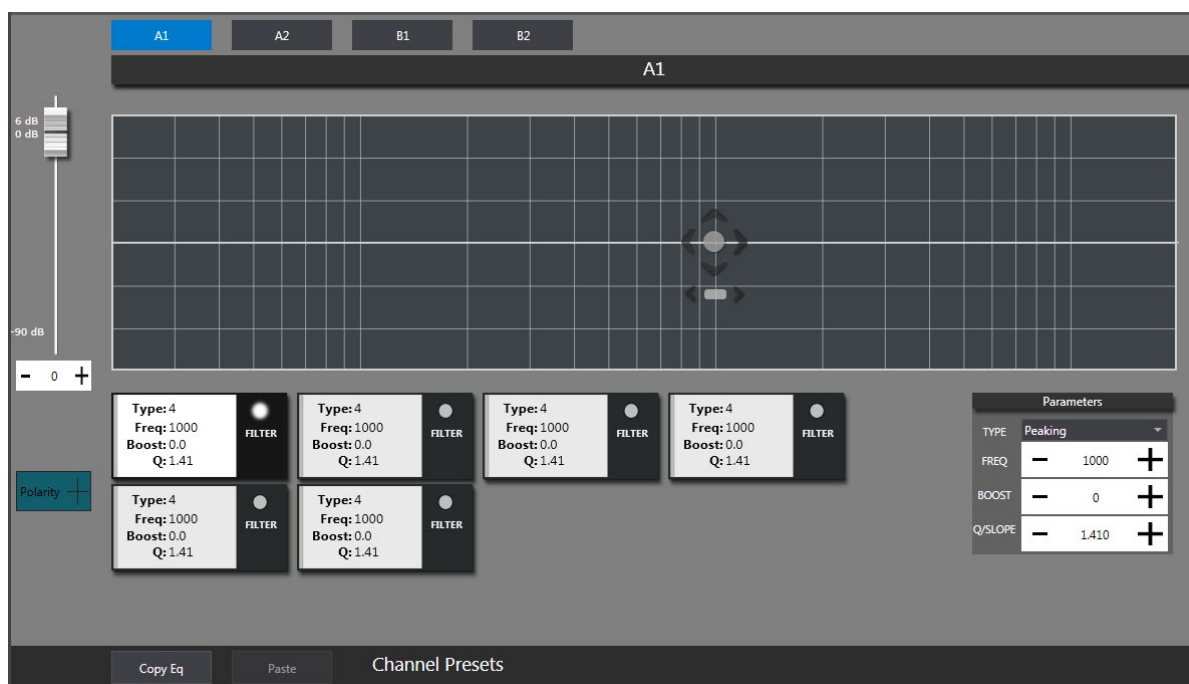 A1 A2 B1 B2
A1
6 dB
0 dB
-90 dB
- 0 +
Type: 4 Type: 4 Type: 4 Type: 4
Freq: 1000 FILTER Freq: 1000 FILTER Freq: 1000 FILTER Freq: 1000 FILTER
Boost: 0.0 Boost: 0.0 Boost: 0.0 Boost: 0.0
Q: 1.41 Q: 1.41 Q: 1.41 Q: 1.41
Type: 4 Type: 4
Freq: 1000 FILTER Freq: 1000 FILTER
Boost: 0.0 Boost: 0.0
Q: 1.41 Q: 1.41
Polarity +
Parameters
TYPE Peaking
FREQ - 1000 +
BOOST - 0 +
Q/SLOPE - 1.410 +
Copy Eq Paste Channel Presets